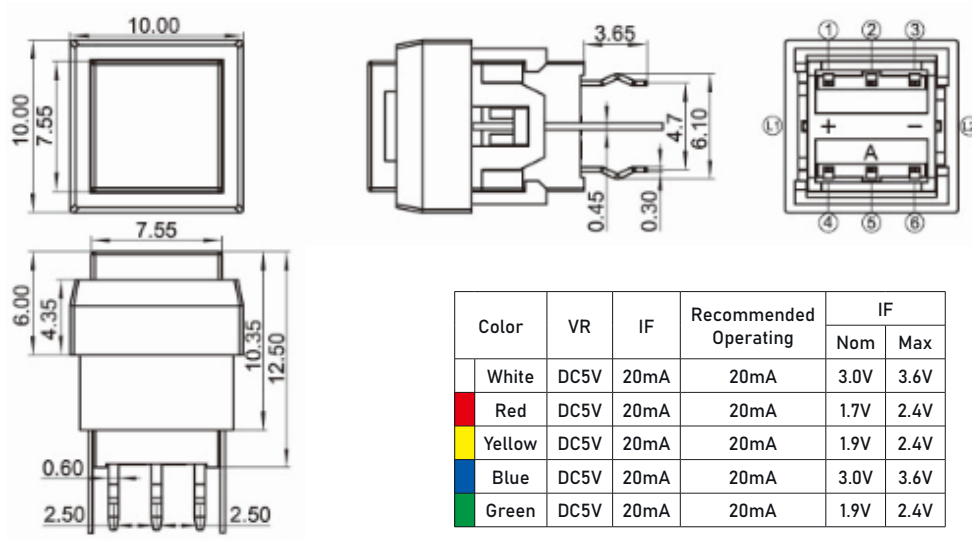 10.00
10.00
7.55
3.65
4.7
6.10
0.45
0.30
① ② ③
L1 + − L2
A
④ ⑤ ⑥
7.55
6.00
4.35
10.35
12.50
0.60
2.50 2.50
Color VR IF Recommended Operating IF
Nom Max
White DC5V 20mA 20mA 3.0V 3.6V
Red DC5V 20mA 20mA 1.7V 2.4V
Yellow DC5V 20mA 20mA 1.9V 2.4V
Blue DC5V 20mA 20mA 3.0V 3.6V
Green DC5V 20mA 20mA 1.9V 2.4V